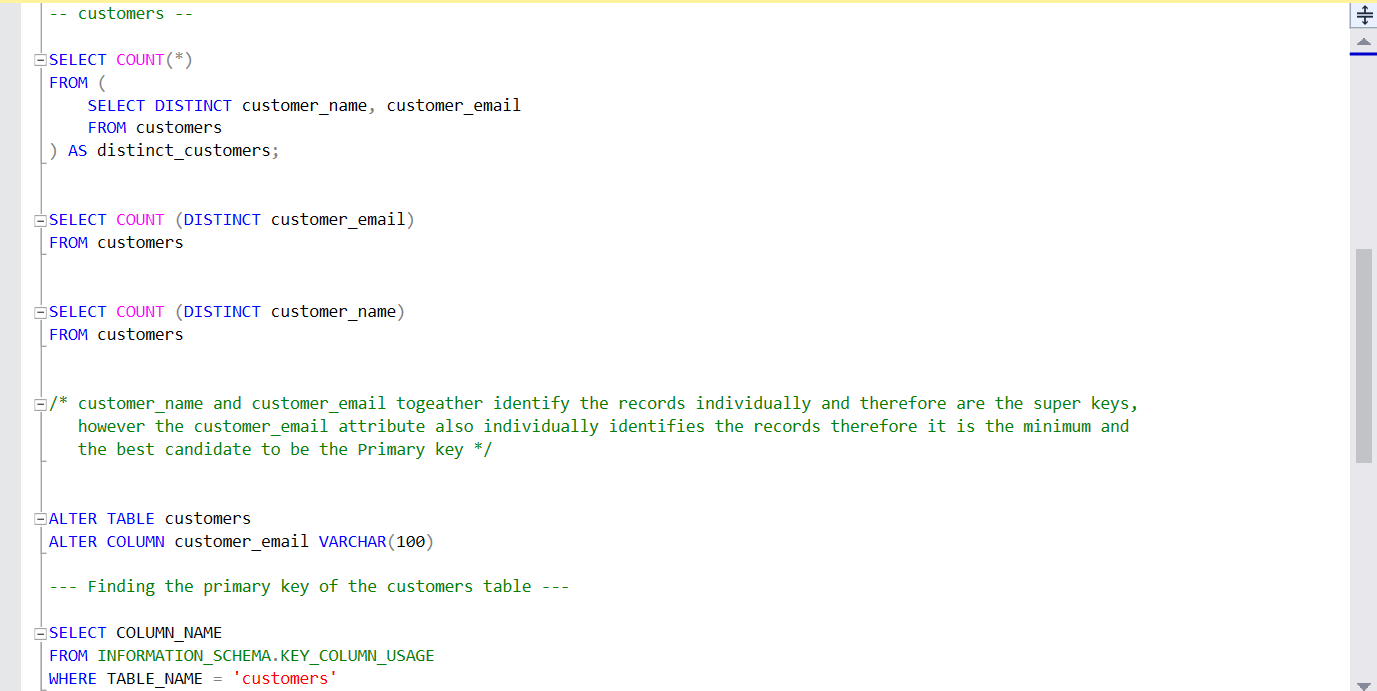 -- customers --
SELECT COUNT(*)
FROM (
SELECT DISTINCT customer_name, customer_email
FROM customers
) AS distinct_customers;
SELECT COUNT (DISTINCT customer_email)
FROM customers
SELECT COUNT (DISTINCT customer_name)
FROM customers
/* customer_name and customer_email togeather identify the records individually and therefore are the super keys,
however the customer_email attribute also individually identifies the records therefore it is the minimum and
the best candidate to be the Primary key */
ALTER TABLE customers
ALTER COLUMN customer_email VARCHAR(100)
--- Finding the primary key of the customers table ---
SELECT COLUMN_NAME
FROM INFORMATION_SCHEMA.KEY_COLUMN_USAGE
WHERE TABLE_NAME = 'customers'